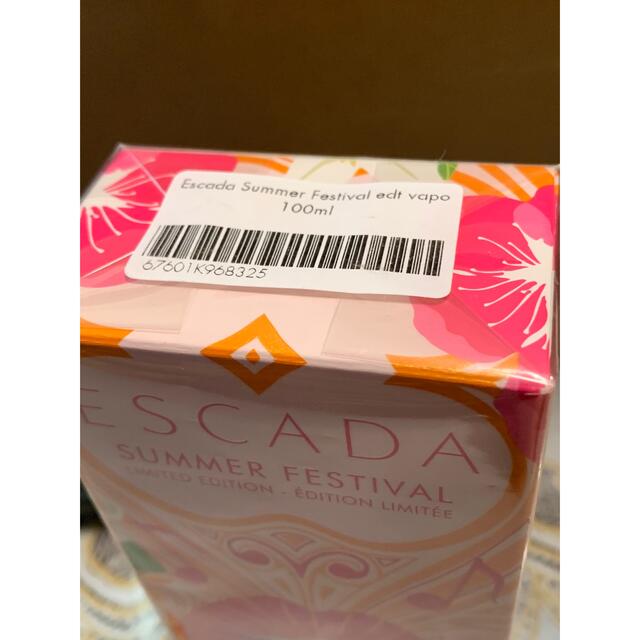 Escada Summer Festival edt vapo
100ml
67601K968325
ESCADA
SUMMER FESTIVAL
LIMITED EDITION - ÉDITION LIMITÉE